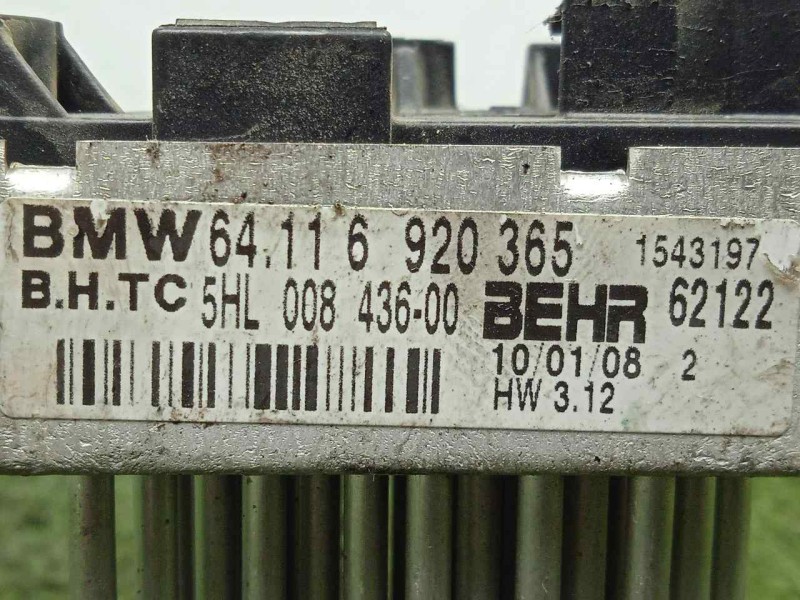 BMW 64.11 6 920 365 1543197
B.H.TC 5HL 008 436-00 BEHR 62122
10/01/08 2
HW 3.12